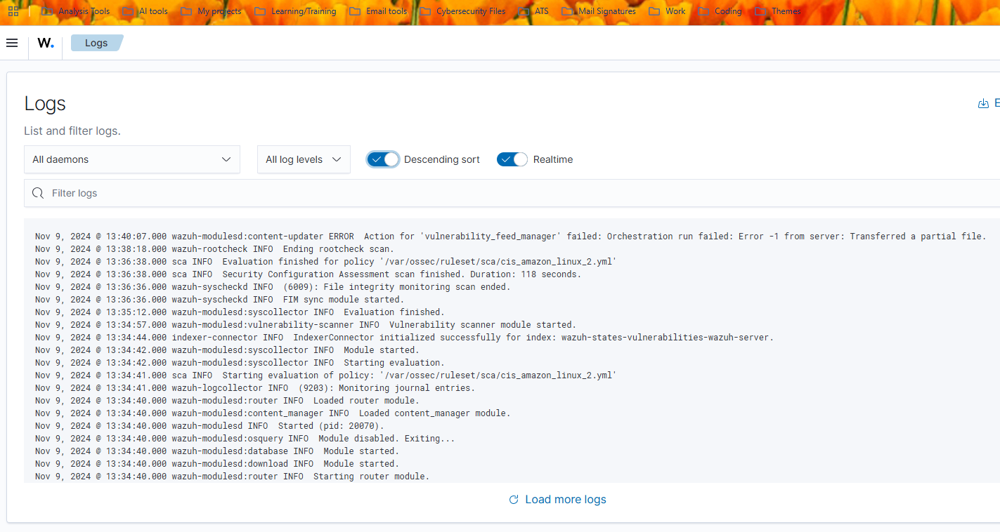 Analysis Tools AI tools My projects Learning/Training Email tools Cybersecurity Files ATS Mail Signatures Work Coding Themes
W. Logs
Logs
E
List and filter logs.
All daemons All log levels Descending sort Realtime
Filter logs
Nov 9, 2024 @ 13:40:07.000 wazuh-modulesd:content-updater ERROR Action for 'vulnerability_feed_manager' failed: Orchestration run failed: Error -1 from server: Transferred a partial file.
Nov 9, 2024 @ 13:38:18.000 wazuh-rootcheck INFO Ending rootcheck scan.
Nov 9, 2024 @ 13:36:38.000 sca INFO Evaluation finished for policy '/var/ossec/ruleset/sca/cis_amazon_linux_2.yml'
Nov 9, 2024 @ 13:36:38.000 sca INFO Security Configuration Assessment scan finished. Duration: 118 seconds.
Nov 9, 2024 @ 13:36:36.000 wazuh-syscheckd INFO (6009): File integrity monitoring scan ended.
Nov 9, 2024 @ 13:36:36.000 wazuh-syscheckd INFO FIM sync module started.
Nov 9, 2024 @ 13:35:12.000 wazuh-modulesd:syscollector INFO Evaluation finished.
Nov 9, 2024 @ 13:34:57.000 wazuh-modulesd:vulnerability-scanner INFO Vulnerability scanner module started.
Nov 9, 2024 @ 13:34:44.000 indexer-connector INFO IndexerConnector initialized successfully for index: wazuh-states-vulnerabilities-wazuh-server.
Nov 9, 2024 @ 13:34:42.000 wazuh-modulesd:syscollector INFO Module started.
Nov 9, 2024 @ 13:34:42.000 wazuh-modulesd:syscollector INFO Starting evaluation.
Nov 9, 2024 @ 13:34:41.000 sca INFO Starting evaluation of policy: '/var/ossec/ruleset/sca/cis_amazon_linux_2.yml'
Nov 9, 2024 @ 13:34:41.000 wazuh-logcollector INFO (9203): Monitoring journal entries.
Nov 9, 2024 @ 13:34:40.000 wazuh-modulesd:router INFO Loaded router module.
Nov 9, 2024 @ 13:34:40.000 wazuh-modulesd:content_manager INFO Loaded content_manager module.
Nov 9, 2024 @ 13:34:40.000 wazuh-modulesd INFO Started (pid: 20070).
Nov 9, 2024 @ 13:34:40.000 wazuh-modulesd:osquery INFO Module disabled. Exiting...
Nov 9, 2024 @ 13:34:40.000 wazuh-modulesd:database INFO Module started.
Nov 9, 2024 @ 13:34:40.000 wazuh-modulesd:download INFO Module started.
Nov 9, 2024 @ 13:34:40.000 wazuh-modulesd:router INFO Starting router module.
Load more logs